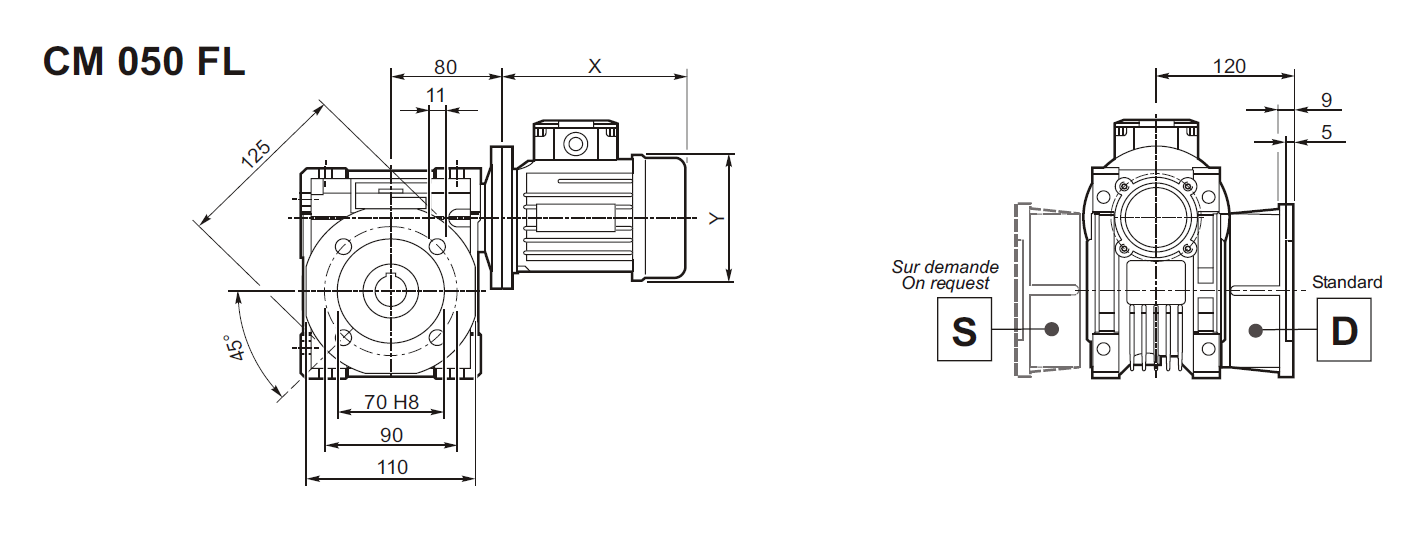 CM 050 FL
80
X
11
125
Y
45°
70 H8
90
110
120
9
5
Sur demande
On request
S
Standard
D